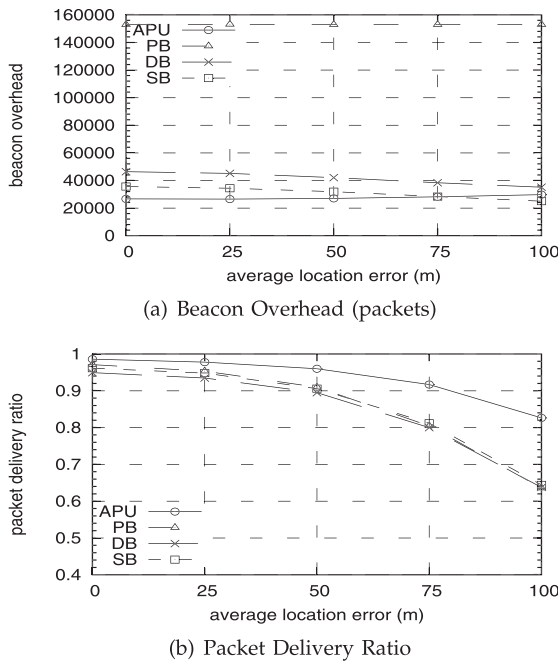 160000
140000
120000
100000
80000
60000
40000
20000
0
beacon overhead
APU
PB
DB
SB
0 25 50 75 100
average location error (m)
(a) Beacon Overhead (packets)
1
0.9
0.8
0.7
0.6
0.5
0.4
packet delivery ratio
APU
PB
DB
SB
0 25 50 75 100
average location error (m)
(b) Packet Delivery Ratio